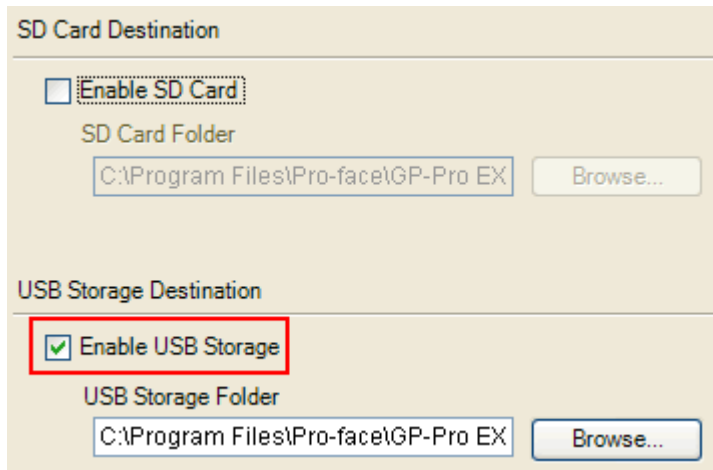 SD Card Destination
Enable SD Card
SD Card Folder
C:\Program Files\Pro-face\GP-Pro EX
Browse...
USB Storage Destination
Enable USB Storage
USB Storage Folder
C:\Program Files\Pro-face\GP-Pro EX
Browse...